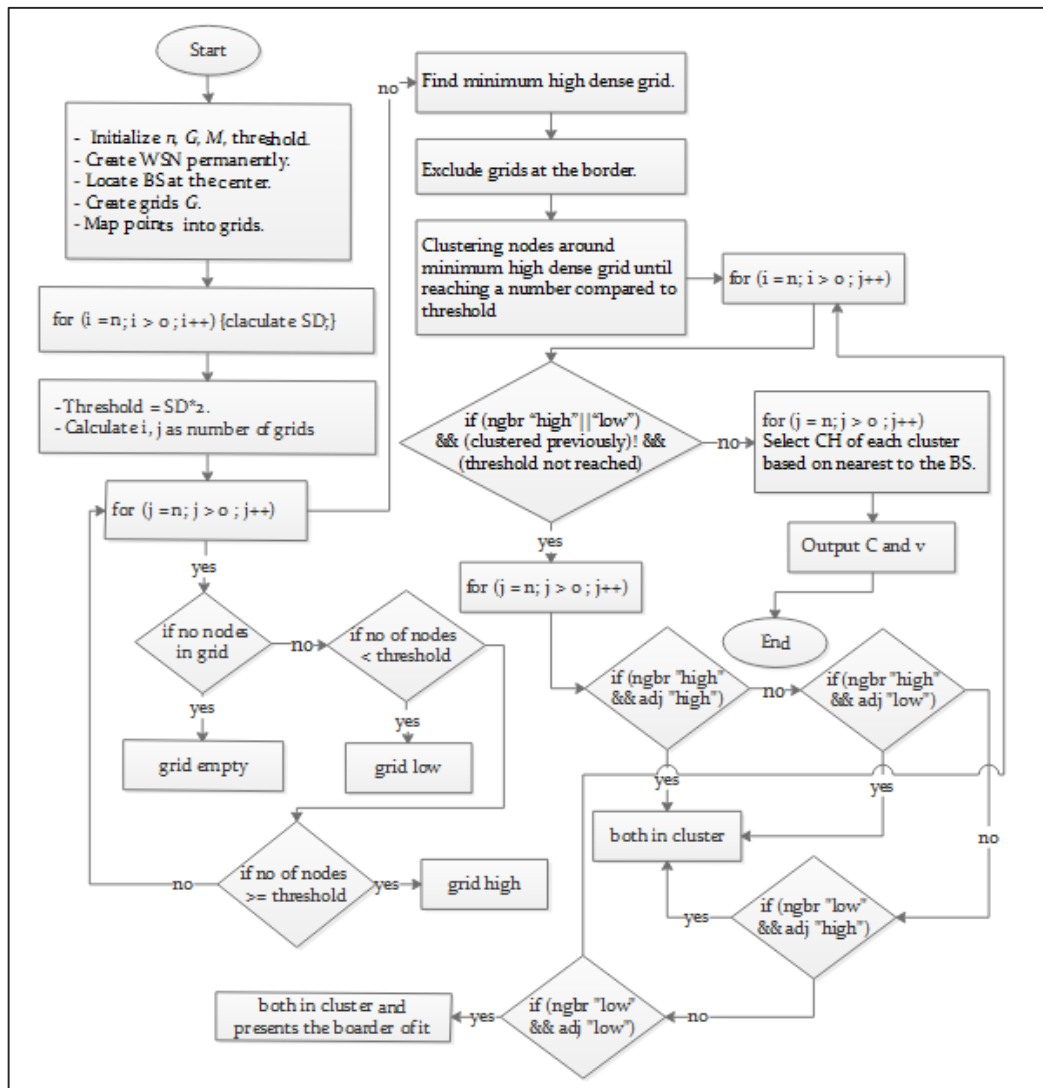 Start
- Initialize n, G, M, threshold.
- Create WSN permanently.
- Locate BS at the center.
- Create grids G.
- Map points into grids.
for (i = n; i > 0 ; i++) {claculate SD;}
- Threshold = SD*2.
- Calculate i, j as number of grids
for (j = n; j > 0 ; j++)
yes
no
if no nodes
in grid
no
if no of nodes
< threshold
yes
yes
grid empty
grid low
if no of nodes
>= threshold
no
yes
grid high
Find minimum high dense grid.
Exclude grids at the border.
Clustering nodes around
minimum high dense grid until
reaching a number compared to
threshold
for (i = n; i > 0 ; j++)
if (ngbr “high”||“low”)
&& (clustered previously)! &&
(threshold not reached)
no
for (j = n; j > 0 ; j++)
Select CH of each cluster
based on nearest to the BS.
Output C and v
End
yes
for (j = n; j > 0 ; j++)
if (ngbr "high"
&& adj "high")
no
if (ngbr "high"
&& adj "low")
yes
yes
no
both in cluster
if (ngbr "low"
&& adj "high")
yes
no
if (ngbr "low"
&& adj "low")
yes
both in cluster and
presents the boarder of it